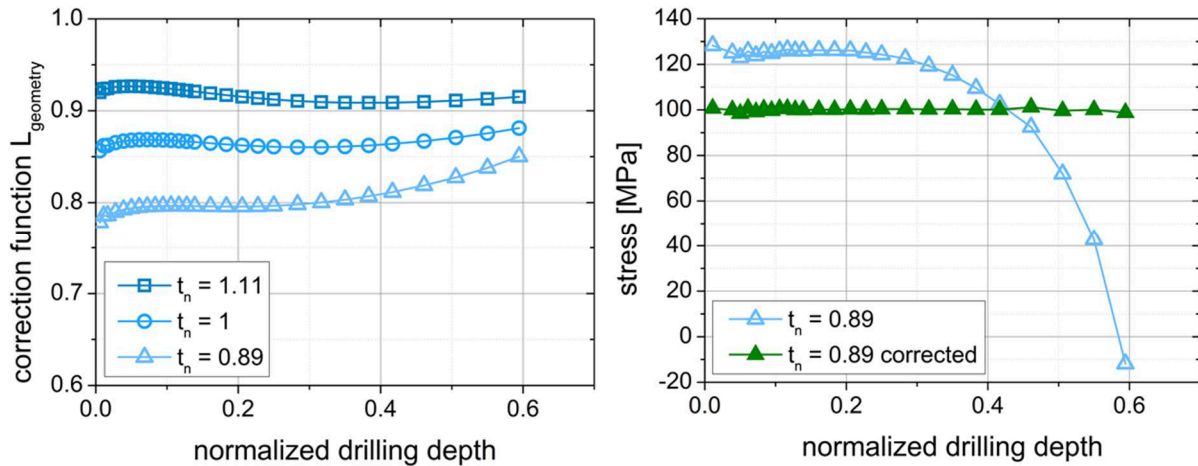 correction function L_geometry
1.0
0.9
0.8
0.7
0.6
t_n = 1.11
t_n = 1
t_n = 0.89
0.0 0.2 0.4 0.6
normalized drilling depth
stress [MPa]
140
120
100
80
60
40
20
0
-20
t_n = 0.89
t_n = 0.89 corrected
0.0 0.2 0.4 0.6
normalized drilling depth